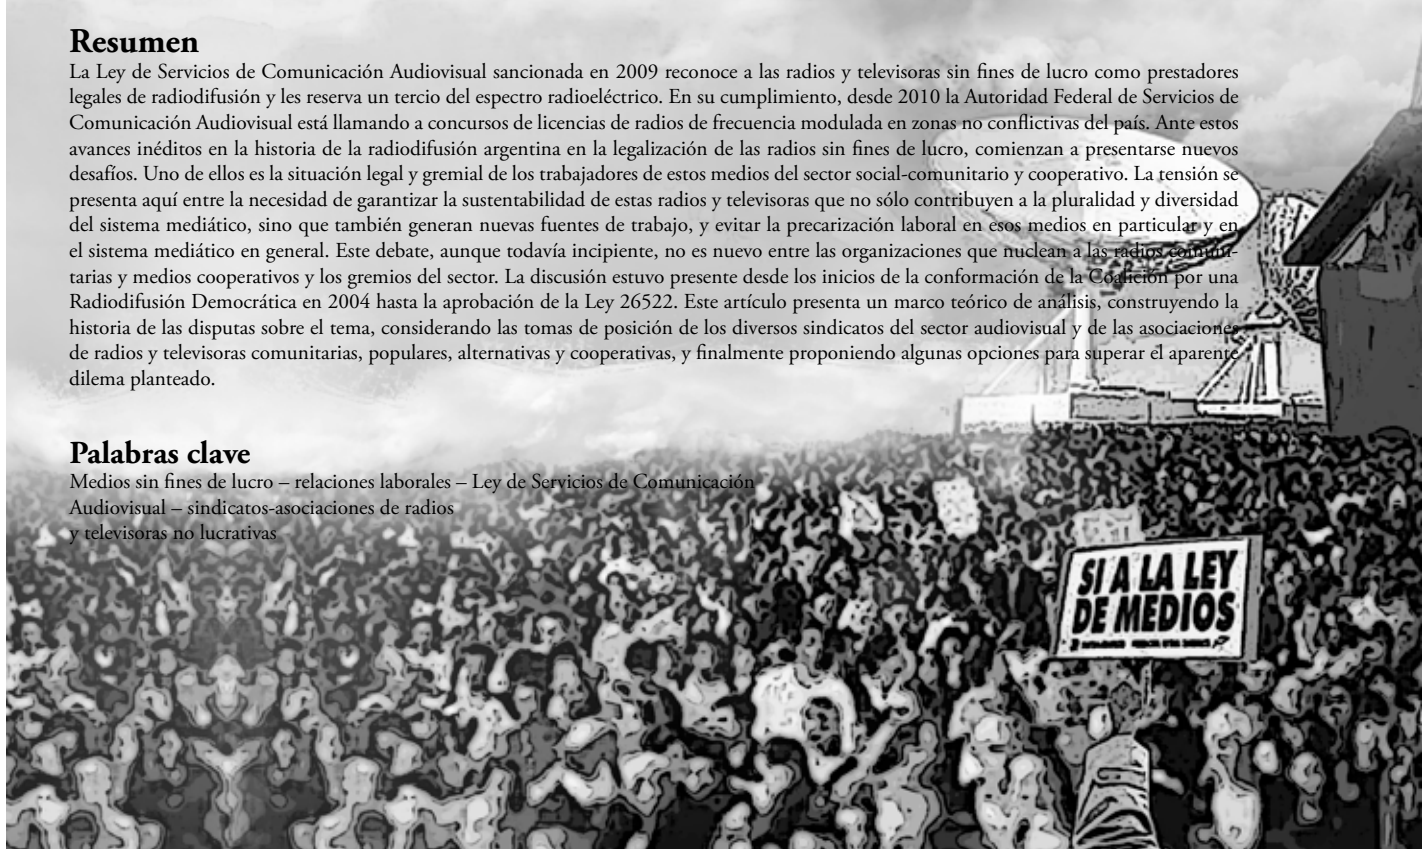 Resumen
La Ley de Servicios de Comunicación Audiovisual sancionada en 2009 reconoce a las radios y televisoras sin fines de lucro como prestadores
legales de radiodifusión y les reserva un tercio del espectro radioeléctrico. En su cumplimiento, desde 2010 la Autoridad Federal de Servicios de
Comunicación Audiovisual está llamando a concursos de licencias de radios de frecuencia modulada en zonas no conflictivas del país. Ante estos
avances inéditos en la historia de la radiodifusión argentina en la legalización de las radios sin fines de lucro, comienzan a presentarse nuevos
desafíos. Uno de ellos es la situación legal y gremial de los trabajadores de estos medios del sector social-comunitario y cooperativo. La tensión se
presenta aquí entre la necesidad de garantizar la sustentabilidad de estas radios y televisoras que no sólo contribuyen a la pluralidad y diversidad
del sistema mediático, sino que también generan nuevas fuentes de trabajo, y evitar la precarización laboral en esos medios en particular y en
el sistema mediático en general. Este debate, aunque todavía incipiente, no es nuevo entre las organizaciones que nuclean a las radios comuni-
tarias y medios cooperativos y los gremios del sector. La discusión estuvo presente desde los inicios de la conformación de la Coalición por una
Radiodifusión Democrática en 2004 hasta la aprobación de la Ley 26522. Este artículo presenta un marco teórico de análisis, construyendo la
historia de las disputas sobre el tema, considerando las tomas de posición de los diversos sindicatos del sector audiovisual y de las asociaciones
de radios y televisoras comunitarias, populares, alternativas y cooperativas, y finalmente proponiendo algunas opciones para superar el aparente
dilema planteado.
Palabras clave
Medios sin fines de lucro – relaciones laborales – Ley de Servicios de Comunicación
Audiovisual – sindicatos-asociaciones de radios
y televisoras no lucrativas
SI A LA LEY
DE MEDIOS